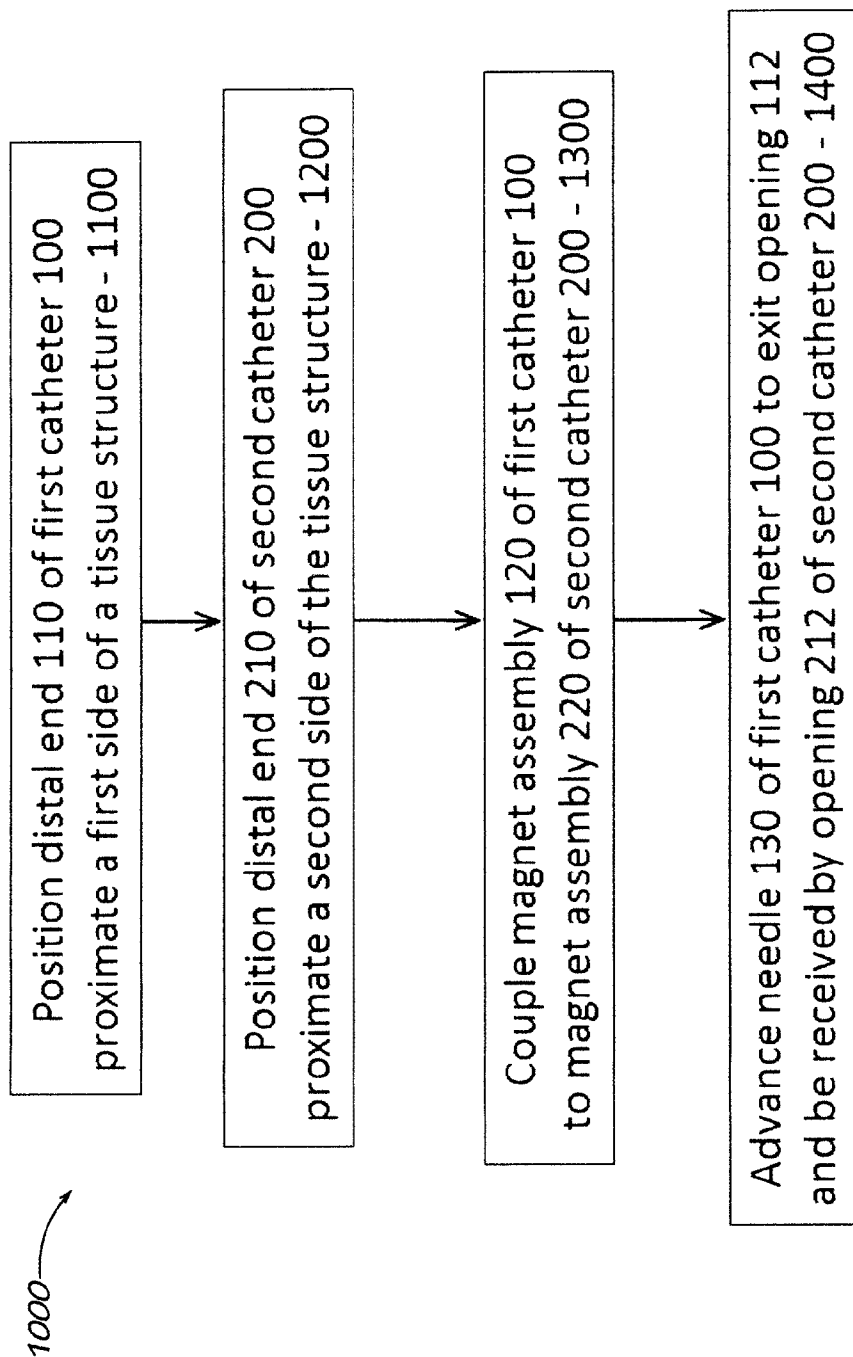 1000
Position distal end 110 of first catheter 100
proximate a first side of a tissue structure - 1100
Position distal end 210 of second catheter 200
proximate a second side of the tissue structure - 1200
Couple magnet assembly 120 of first catheter 100
to magnet assembly 220 of second catheter 200 - 1300
Advance needle 130 of first catheter 100 to exit opening 112
and be received by opening 212 of second catheter 200 - 1400